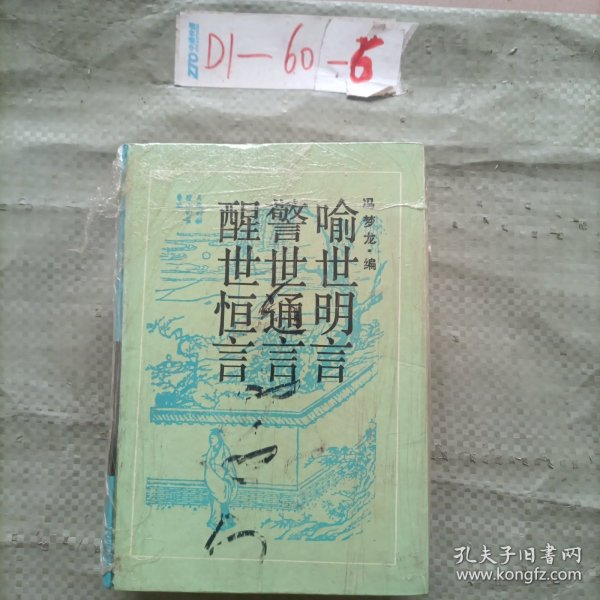 ZTO
D1-60-5
冯梦龙·编
喻世明言
警世通言
醒世恒言
孔夫子旧书网
www.kongfz.com